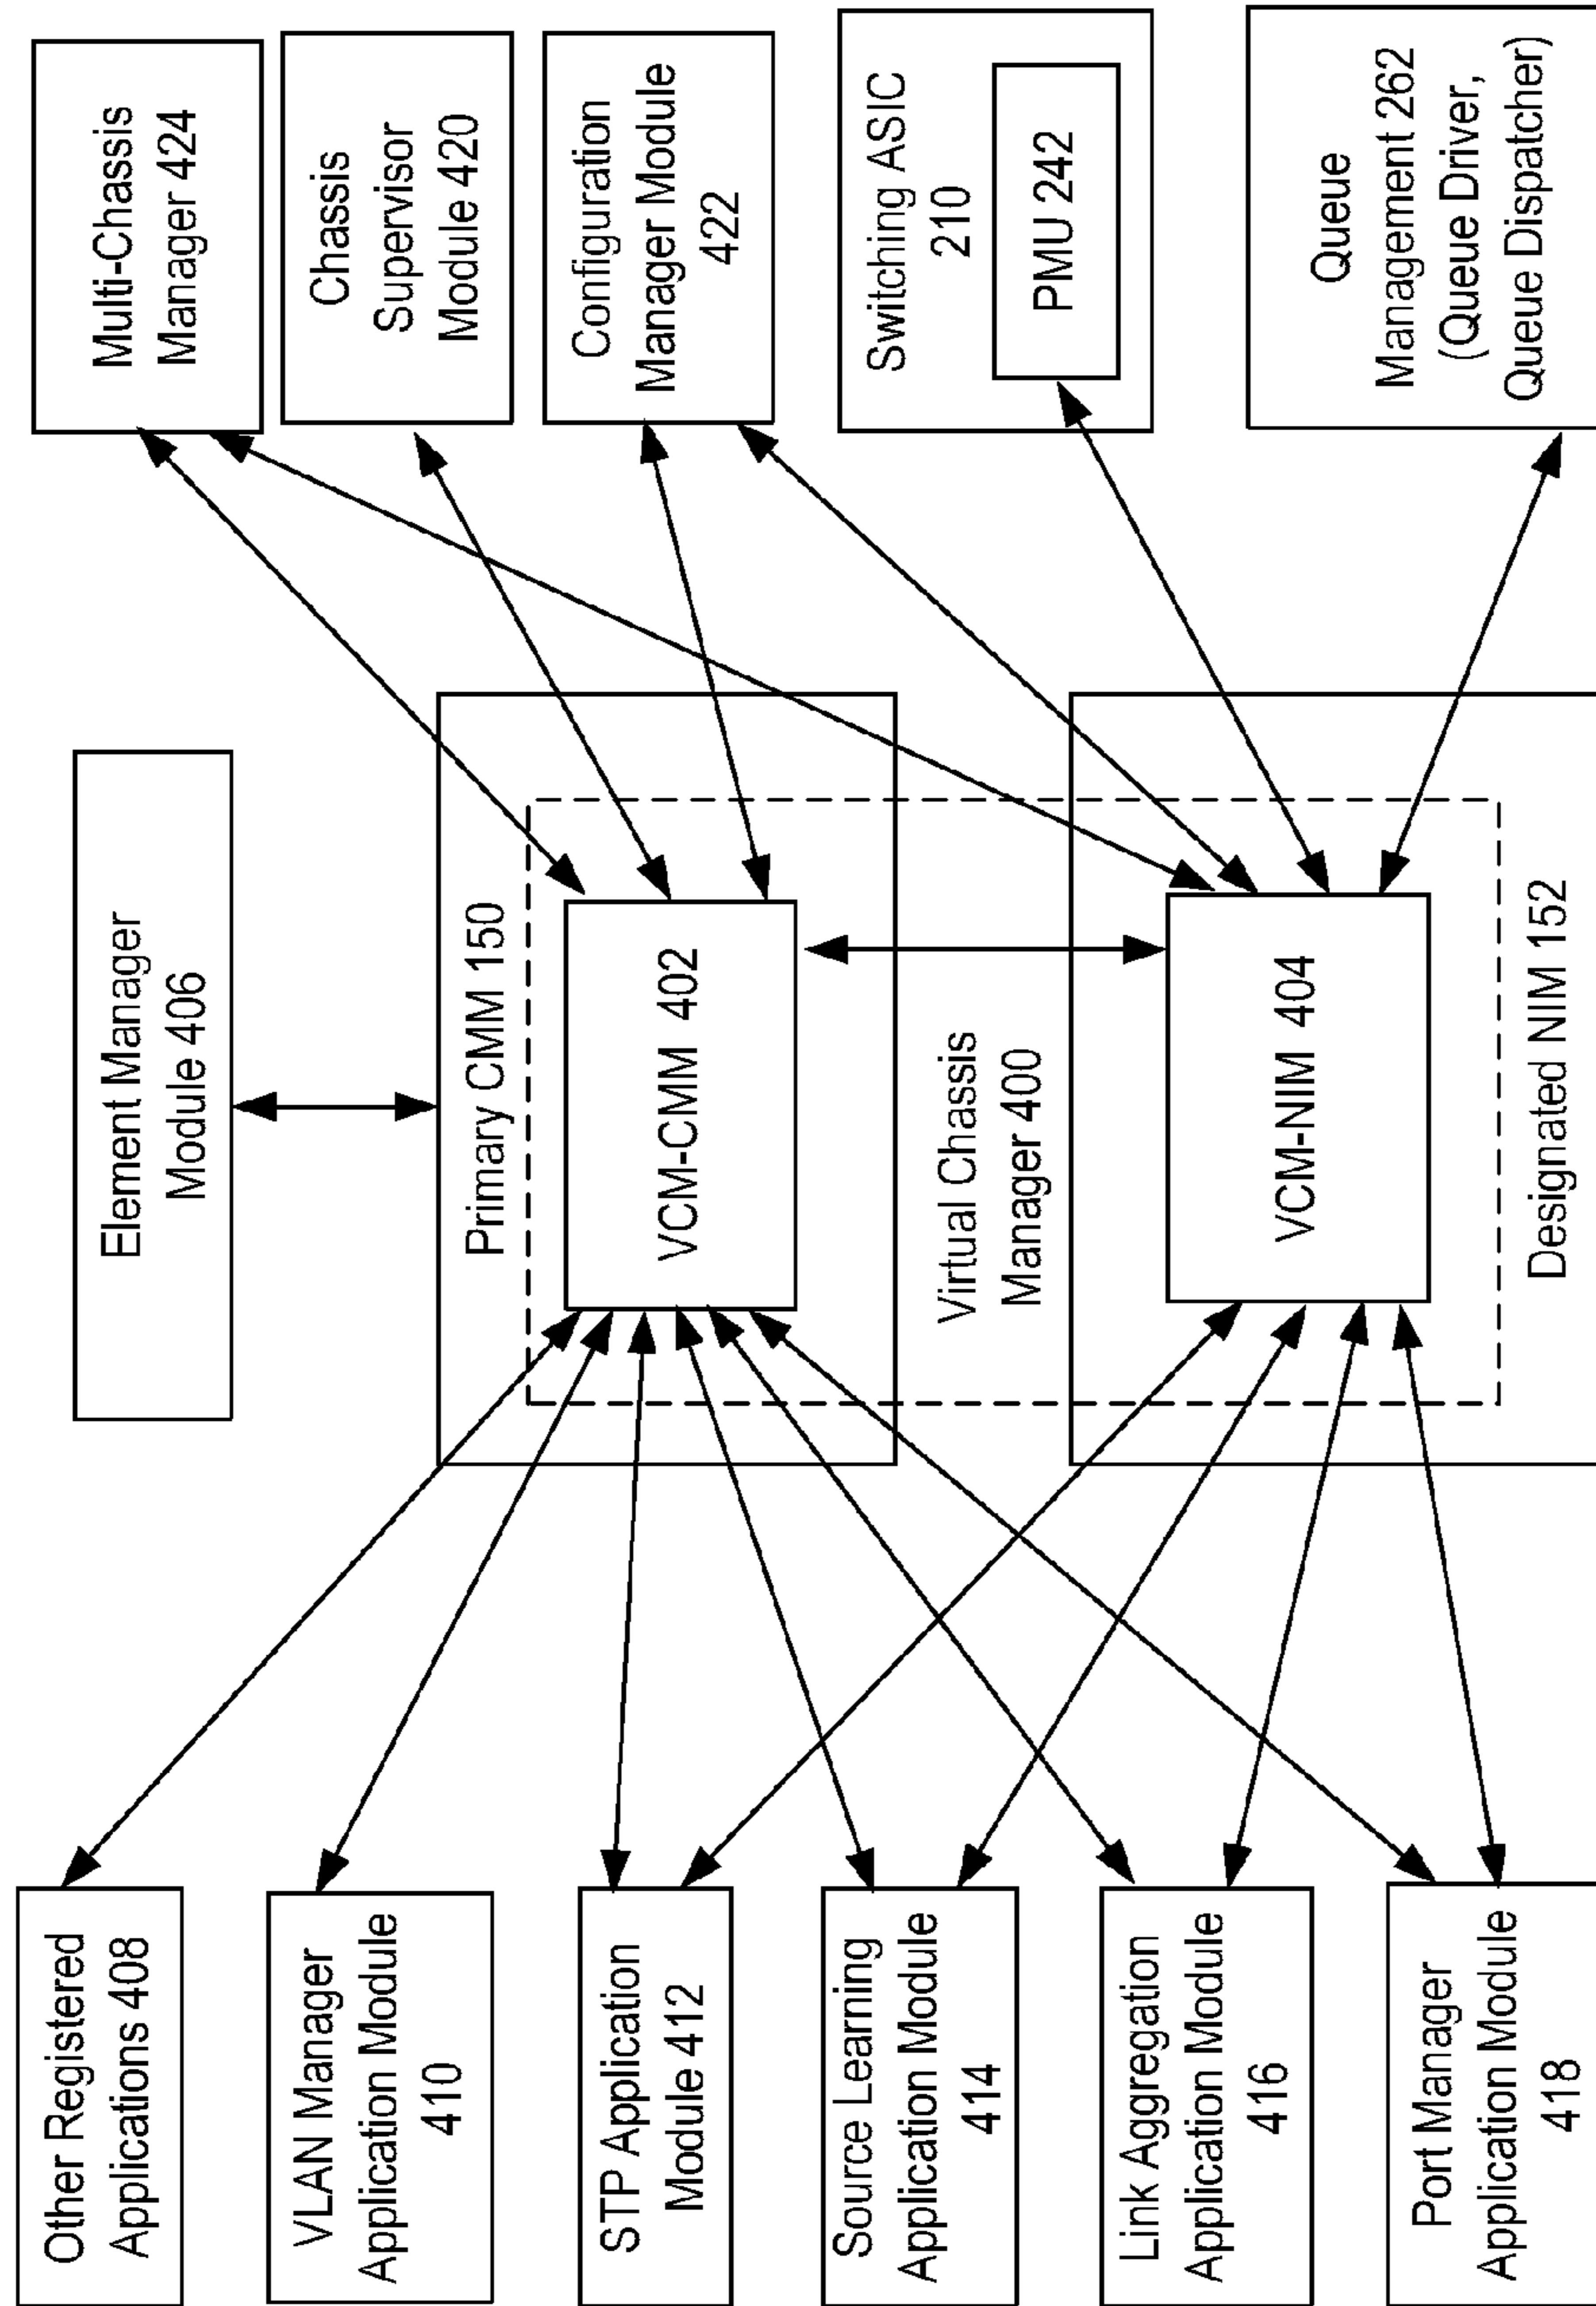 Element Manager
Module 406
Other Registered
Applications 408
VLAN Manager
Application Module
410
STP Application
Module 412
Source Learning
Application Module
414
Link Aggregation
Application Module
416
Port Manager
Application Module
418
Primary CMM 150
VCM-CMM 402
Virtual Chassis
Manager 400
VCM-NIM 404
Designated NIM 152
Multi-Chassis
Manager 424
Chassis
Supervisor
Module 420
Configuration
Manager Module
422
Switching ASIC
210
PMU 242
Queue
Management 262
(Queue Driver,
Queue Dispatcher)